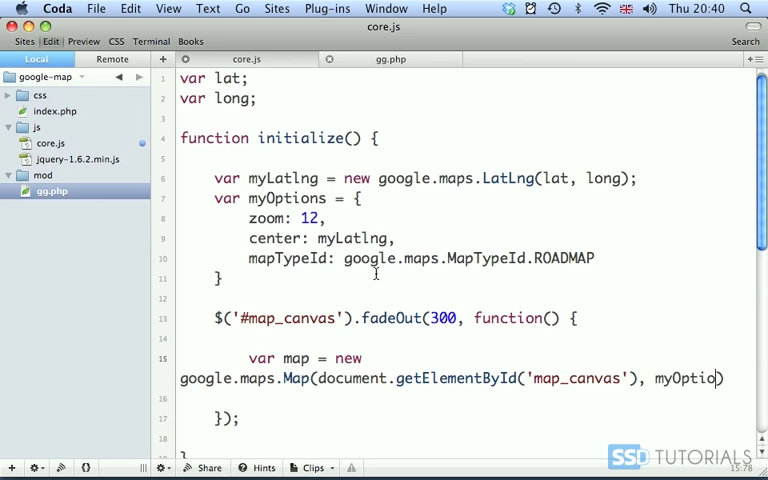 Coda File Edit View Text Go Sites Plug-ins Window Help Thu 20:40
core.js
Sites Edit Preview CSS Terminal Books Search
Local Remote core.js gg.php
google-map
css
index.php
js
core.js
jquery-1.6.2.min.js
mod
gg.php
1 var lat;
2 var long;
3
4 function initialize() {
5
6 var myLatlng = new google.maps.LatLng(lat, long);
7 var myOptions = {
8 zoom: 12,
9 center: myLatlng,
10 mapTypeId: google.maps.MapTypeId.ROADMAP
11 }
12
13 $('#map_canvas').fadeOut(300, function() {
14
15 var map = new
google.maps.Map(document.getElementById('map_canvas'), myOptio)
16
17 });
18
19 }
Share Hints Clips 15:78
SSD TUTORIALS